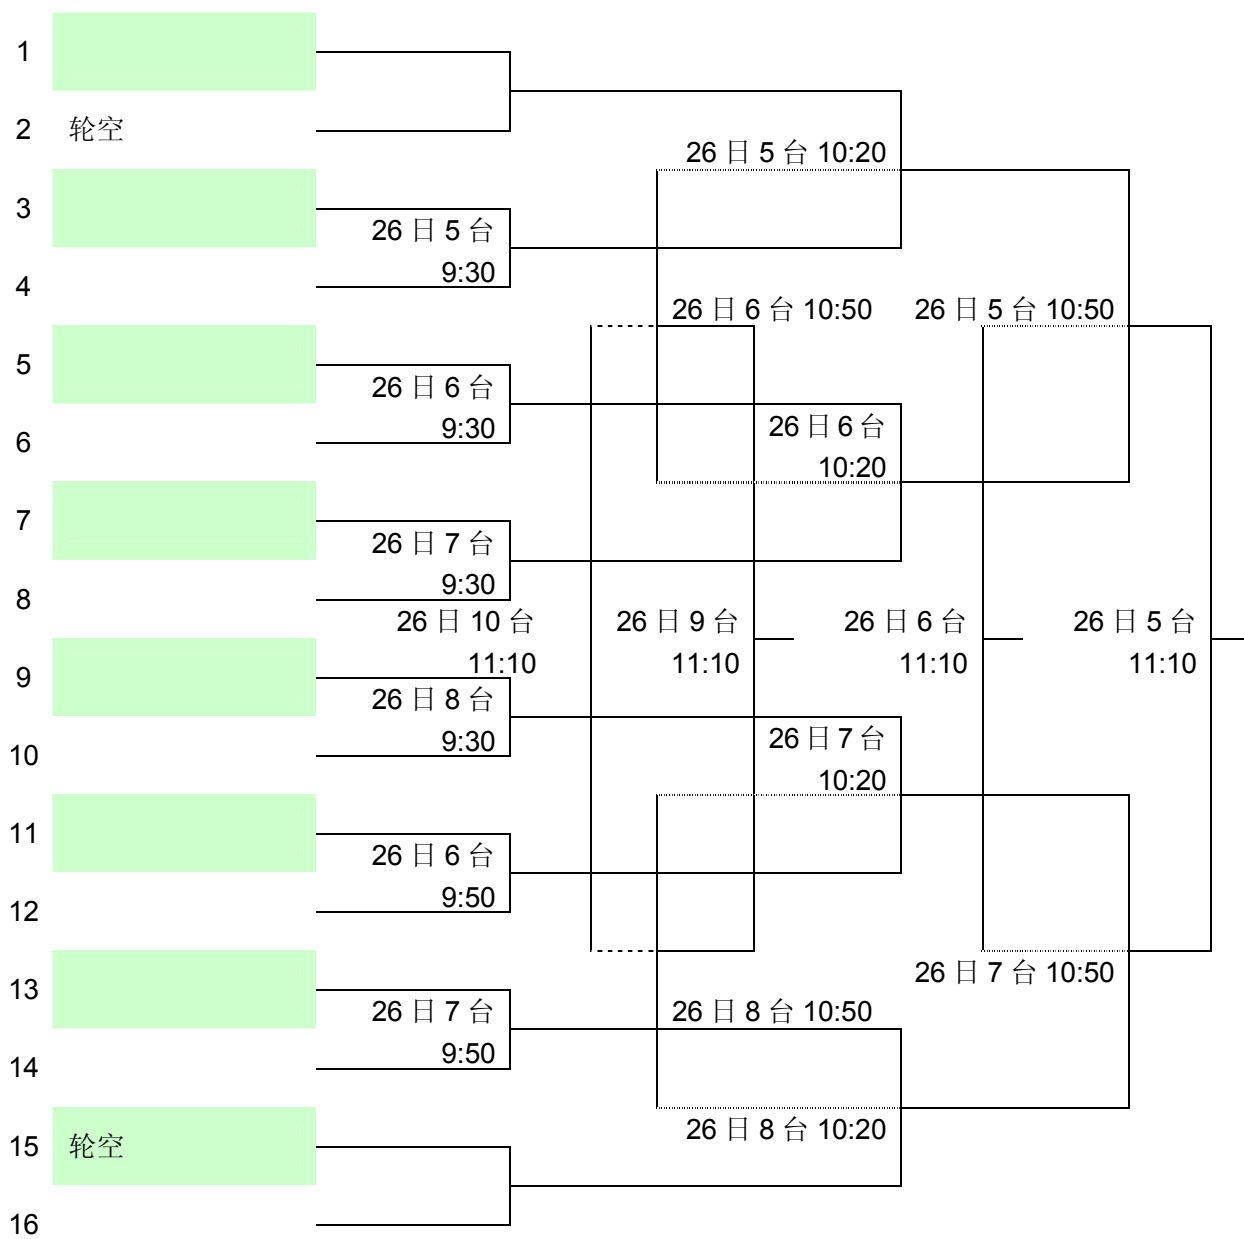 1
2 轮空
26 日 5 台 10:20
3
26 日 5 台
9:30
4
26 日 6 台 10:50
26 日 5 台 10:50
5
26 日 6 台
9:30
6
26 日 6 台
10:20
7
26 日 7 台
9:30
8
26 日 10 台
11:10
26 日 9 台
11:10
26 日 6 台
11:10
26 日 5 台
11:10
9
26 日 8 台
9:30
10
26 日 7 台
10:20
11
26 日 6 台
9:50
12
26 日 7 台 10:50
13
26 日 7 台
9:50
14
26 日 8 台 10:50
26 日 8 台 10:20
15 轮空
16